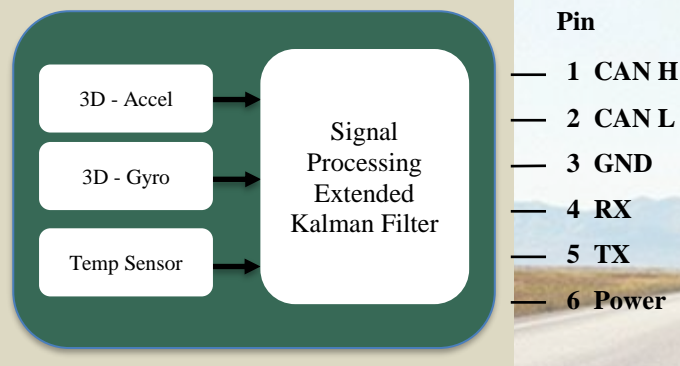 3D - Accel
3D - Gyro
Temp Sensor
Signal
Processing
Extended
Kalman Filter
Pin
1 CAN H
2 CAN L
3 GND
4 RX
5 TX
6 Power